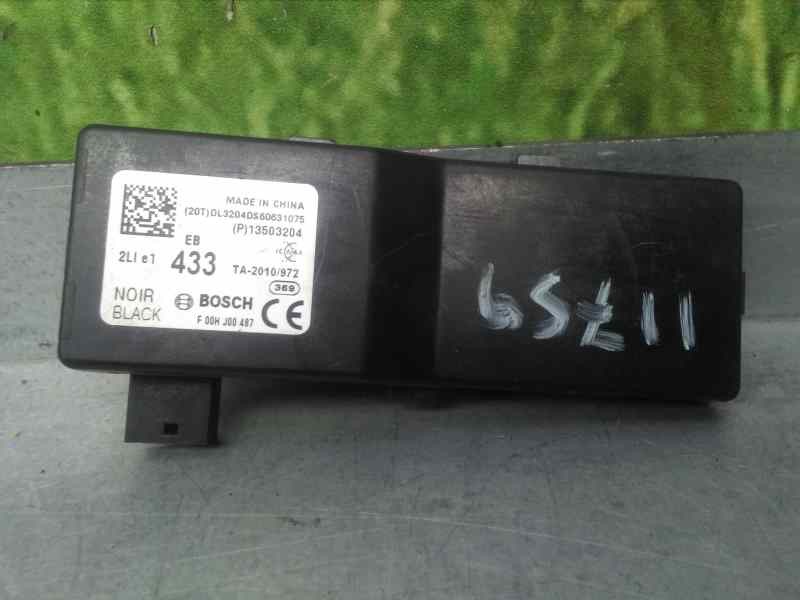 MADE IN CHINA
(20T)DL3204DS60631075
(P)13503204
EB
2LI e1 433 TA-2010/972
369
NOIR BOSCH
BLACK F 00H J00 487 CE
11759